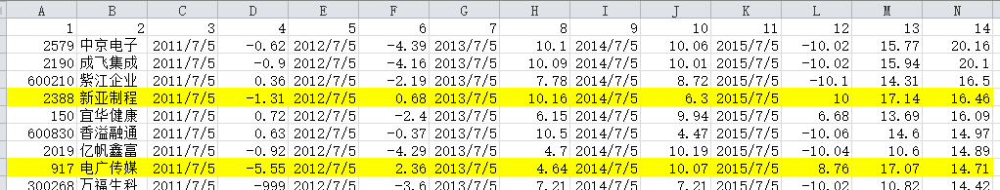 A B C D E F G H I J K L M N
1 2 3 4 5 6 7 8 9 10 11 12 13 14
2579 中京电子 2011/7/5 -0.62 2012/7/5 -4.39 2013/7/5 10.1 2014/7/5 10.06 2015/7/5 -10.02 15.77 20.16
2190 成飞集成 2011/7/5 -0.9 2012/7/5 -4.16 2013/7/5 10.09 2014/7/5 10.01 2015/7/5 -10.02 15.94 20.1
600210 紫江企业 2011/7/5 0.36 2012/7/5 -2.19 2013/7/5 7.78 2014/7/5 8.72 2015/7/5 -10.1 14.31 16.5
2388 新亚制程 2011/7/5 -1.31 2012/7/5 0.68 2013/7/5 10.16 2014/7/5 6.3 2015/7/5 10 17.14 16.46
150 宜华健康 2011/7/5 0.72 2012/7/5 -2.4 2013/7/5 6.15 2014/7/5 9.94 2015/7/5 6.68 13.69 16.09
600830 香溢融通 2011/7/5 0.63 2012/7/5 -0.37 2013/7/5 10.5 2014/7/5 4.47 2015/7/5 -10.06 14.6 14.97
2019 亿帆鑫富 2011/7/5 -0.92 2012/7/5 -4.29 2013/7/5 4.7 2014/7/5 10.19 2015/7/5 -10.04 10.6 14.89
917 电广传媒 2011/7/5 -5.55 2012/7/5 2.36 2013/7/5 4.64 2014/7/5 10.07 2015/7/5 8.76 17.07 14.71
300268 万福生科 2011/7/5 -999 2012/7/5 -3.6 2013/7/5 7.21 2014/7/5 7.21 2015/7/5 -10.02 10.82 14.42